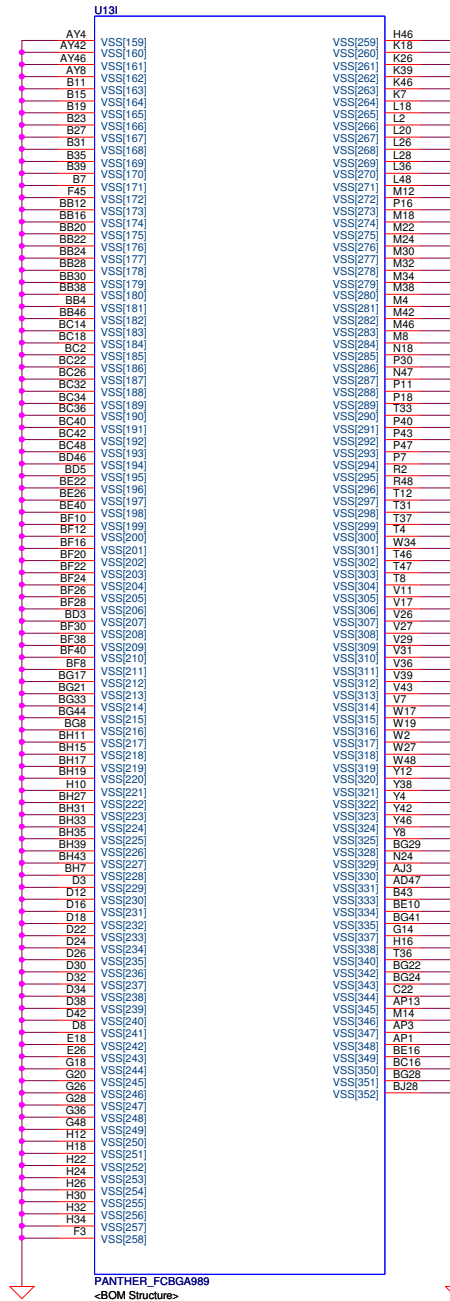 U13I
AY4 VSS[159]
AY42 VSS[160]
AY46 VSS[161]
AY8 VSS[162]
B11 VSS[163]
B15 VSS[164]
B19 VSS[165]
B23 VSS[166]
B27 VSS[167]
B31 VSS[168]
B35 VSS[169]
B39 VSS[170]
B7 VSS[171]
F45 VSS[172]
BB12 VSS[173]
BB16 VSS[174]
BB20 VSS[175]
BB22 VSS[176]
BB24 VSS[177]
BB28 VSS[178]
BB30 VSS[179]
BB38 VSS[180]
BB4 VSS[181]
BB46 VSS[182]
BC14 VSS[183]
BC18 VSS[184]
BC2 VSS[185]
BC22 VSS[186]
BC26 VSS[187]
BC32 VSS[188]
BC34 VSS[189]
BC36 VSS[190]
BC40 VSS[191]
BC42 VSS[192]
BC48 VSS[193]
BD46 VSS[194]
BD5 VSS[195]
BE22 VSS[196]
BE26 VSS[197]
BE40 VSS[198]
BF10 VSS[199]
BF12 VSS[200]
BF16 VSS[201]
BF20 VSS[202]
BF22 VSS[203]
BF24 VSS[204]
BF26 VSS[205]
BF28 VSS[206]
BD3 VSS[207]
BF30 VSS[208]
BF38 VSS[209]
BF40 VSS[210]
BF8 VSS[211]
BG17 VSS[212]
BG21 VSS[213]
BG33 VSS[214]
BG44 VSS[215]
BG8 VSS[216]
BH11 VSS[217]
BH15 VSS[218]
BH17 VSS[219]
BH19 VSS[220]
H10 VSS[221]
BH27 VSS[222]
BH31 VSS[223]
BH33 VSS[224]
BH35 VSS[225]
BH39 VSS[226]
BH43 VSS[227]
BH7 VSS[228]
D3 VSS[229]
D12 VSS[230]
D16 VSS[231]
D18 VSS[232]
D22 VSS[233]
D24 VSS[234]
D26 VSS[235]
D30 VSS[236]
D32 VSS[237]
D34 VSS[238]
D38 VSS[239]
D42 VSS[240]
D8 VSS[241]
E18 VSS[242]
E26 VSS[243]
G18 VSS[244]
G20 VSS[245]
G26 VSS[246]
G28 VSS[247]
G36 VSS[248]
G48 VSS[249]
H12 VSS[250]
H18 VSS[251]
H22 VSS[252]
H24 VSS[253]
H26 VSS[254]
H30 VSS[255]
H32 VSS[256]
H34 VSS[257]
F3 VSS[258]
VSS[259] H46
VSS[260] K18
VSS[261] K26
VSS[262] K39
VSS[263] K46
VSS[264] K7
VSS[265] L18
VSS[266] L2
VSS[267] L20
VSS[268] L26
VSS[269] L28
VSS[270] L36
VSS[271] L48
VSS[272] M12
VSS[273] P16
VSS[274] M18
VSS[275] M22
VSS[276] M24
VSS[277] M30
VSS[278] M32
VSS[279] M34
VSS[280] M38
VSS[281] M4
VSS[282] M42
VSS[283] M46
VSS[284] M8
VSS[285] N18
VSS[286] P30
VSS[287] N47
VSS[288] P11
VSS[289] P18
VSS[290] T33
VSS[291] P40
VSS[292] P43
VSS[293] P47
VSS[294] P7
VSS[295] R2
VSS[296] R48
VSS[297] T12
VSS[298] T31
VSS[299] T37
VSS[300] T4
VSS[301] W34
VSS[302] T46
VSS[303] T47
VSS[304] T8
VSS[305] V11
VSS[306] V17
VSS[307] V26
VSS[308] V27
VSS[309] V29
VSS[310] V31
VSS[311] V36
VSS[312] V39
VSS[313] V43
VSS[314] V7
VSS[315] W17
VSS[316] W19
VSS[317] W2
VSS[318] W27
VSS[319] W48
VSS[320] Y12
VSS[321] Y38
VSS[322] Y4
VSS[323] Y42
VSS[324] Y46
VSS[325] Y8
VSS[328] BG29
VSS[329] N24
VSS[330] AJ3
VSS[331] AD47
VSS[333] B43
VSS[334] BE10
VSS[335] BG41
VSS[337] G14
VSS[338] H16
VSS[340] T36
VSS[342] BG22
VSS[343] BG24
VSS[344] C22
VSS[345] AP13
VSS[346] M14
VSS[347] AP3
VSS[348] AP1
VSS[349] BE16
VSS[350] BC16
VSS[351] BG28
VSS[352] BJ28
PANTHER_FCBGA989
<BOM Structure>